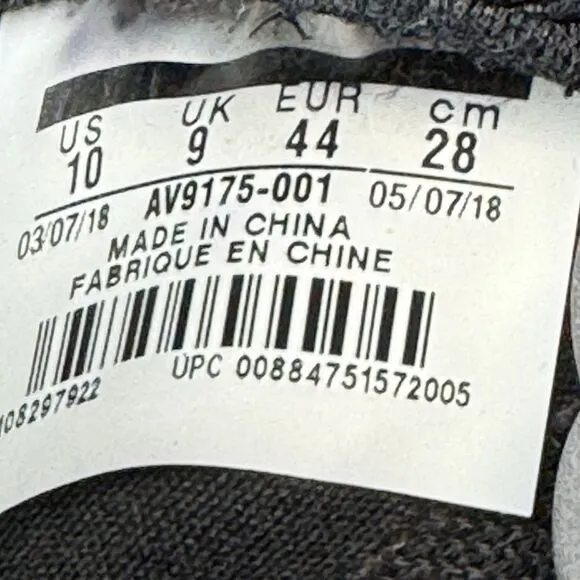 US UK EUR cm
10 9 44 28
03/07/18 AV9175-001 05/07/18
MADE IN CHINA
FABRIQUE EN CHINE
08297922 UPC 00884751572005